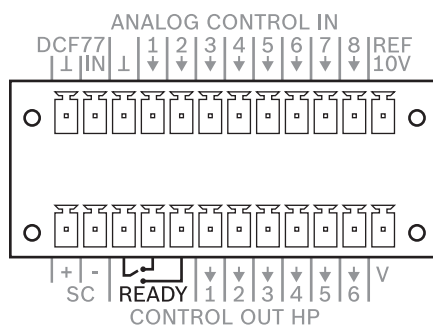 ANALOG CONTROL IN
DCF77 1 2 3 4 5 6 7 8 REF
⊥ IN ⊥ ↓ ↓ ↓ ↓ ↓ ↓ ↓ ↓ 10V
+ - ↓ ↓ ↓ ↓ ↓ ↓ V
SC READY 1 2 3 4 5 6
CONTROL OUT HP